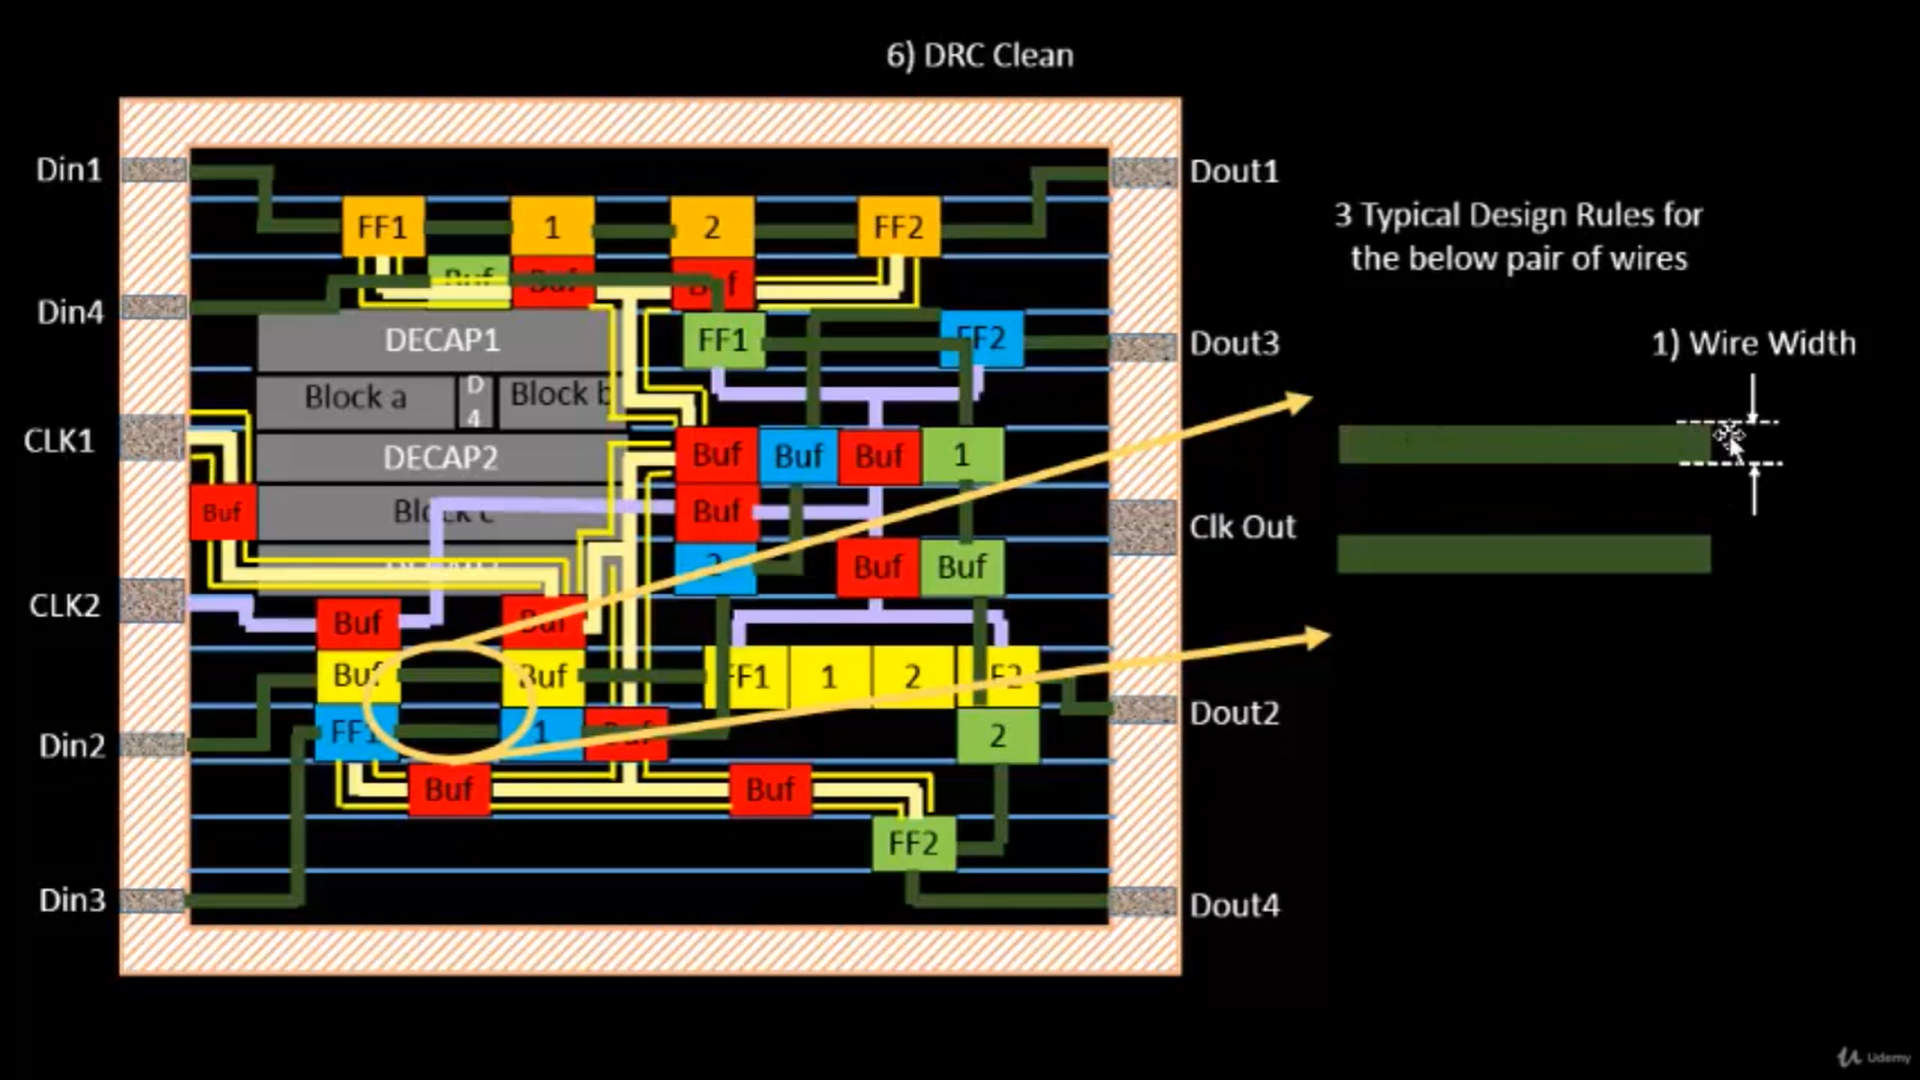 6) DRC Clean
Din1
Dout1
FF1
1
2
FF2
3 Typical Design Rules for
the below pair of wires
Buf
Buf
Buf
Din4
DECAP1
FF1
FF2
Dout3
1) Wire Width
Block a
D
4
Block b
CLK1
DECAP2
Buf
Buf
Buf
1
Buf
Block c
Buf
Clk Out
2
Buf
Buf
CLK2
Buf
Buf
Buf
Buf
FF1
1
2
F2
Dout2
Din2
FF1
1
Buf
2
Buf
Buf
FF2
Din3
Dout4
Udemy